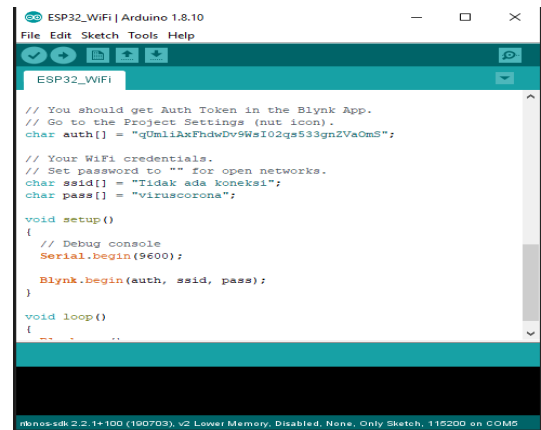 ESP32_WiFi | Arduino 1.8.10
File Edit Sketch Tools Help
ESP32_WiFi
// You should get Auth Token in the Blynk App.
// Go to the Project Settings (nut icon).
char auth[] = "qUmliAxFhdwDv9WsI02qs533gnZVaOmS";
// Your WiFi credentials.
// Set password to "" for open networks.
char ssid[] = "Tidak ada koneksi";
char pass[] = "viruscorona";
void setup()
{
// Debug console
Serial.begin(9600);
Blynk.begin(auth, ssid, pass);
}
void loop()
{
sdk 2.2.1+100 (190703), v2 Lower Memory, Disabled, None, Only Sketch, 115200 on COM5